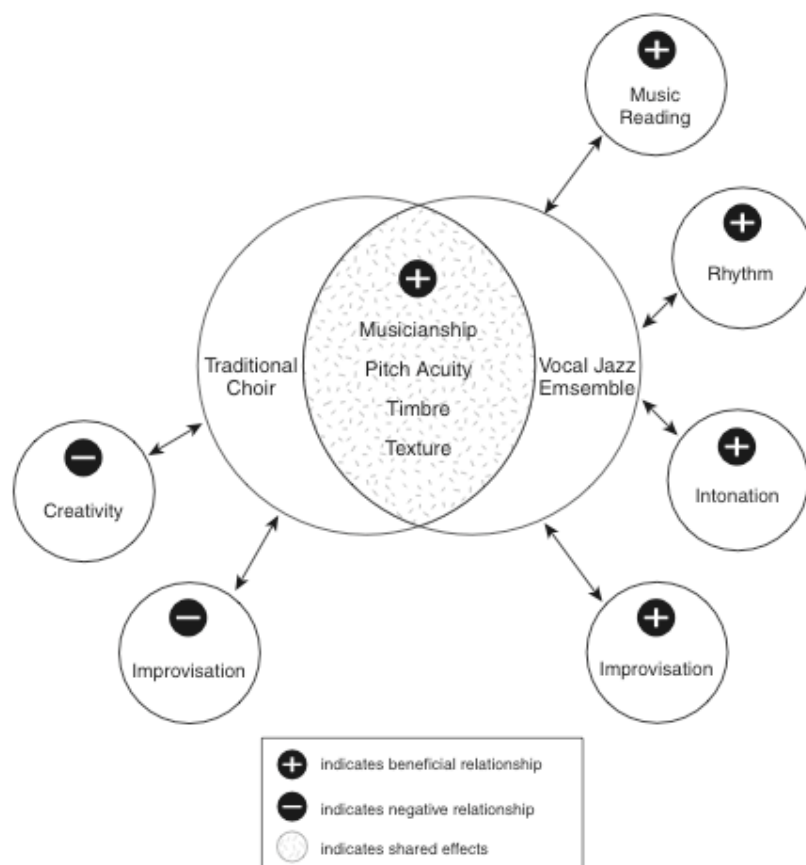 Music
Reading
Rhythm
Musicianship
Pitch Acuity
Timbre
Texture
Traditional
Choir
Vocal Jazz
Emsemble
Creativity
Intonation
Improvisation
Improvisation
indicates beneficial relationship
indicates negative relationship
indicates shared effects